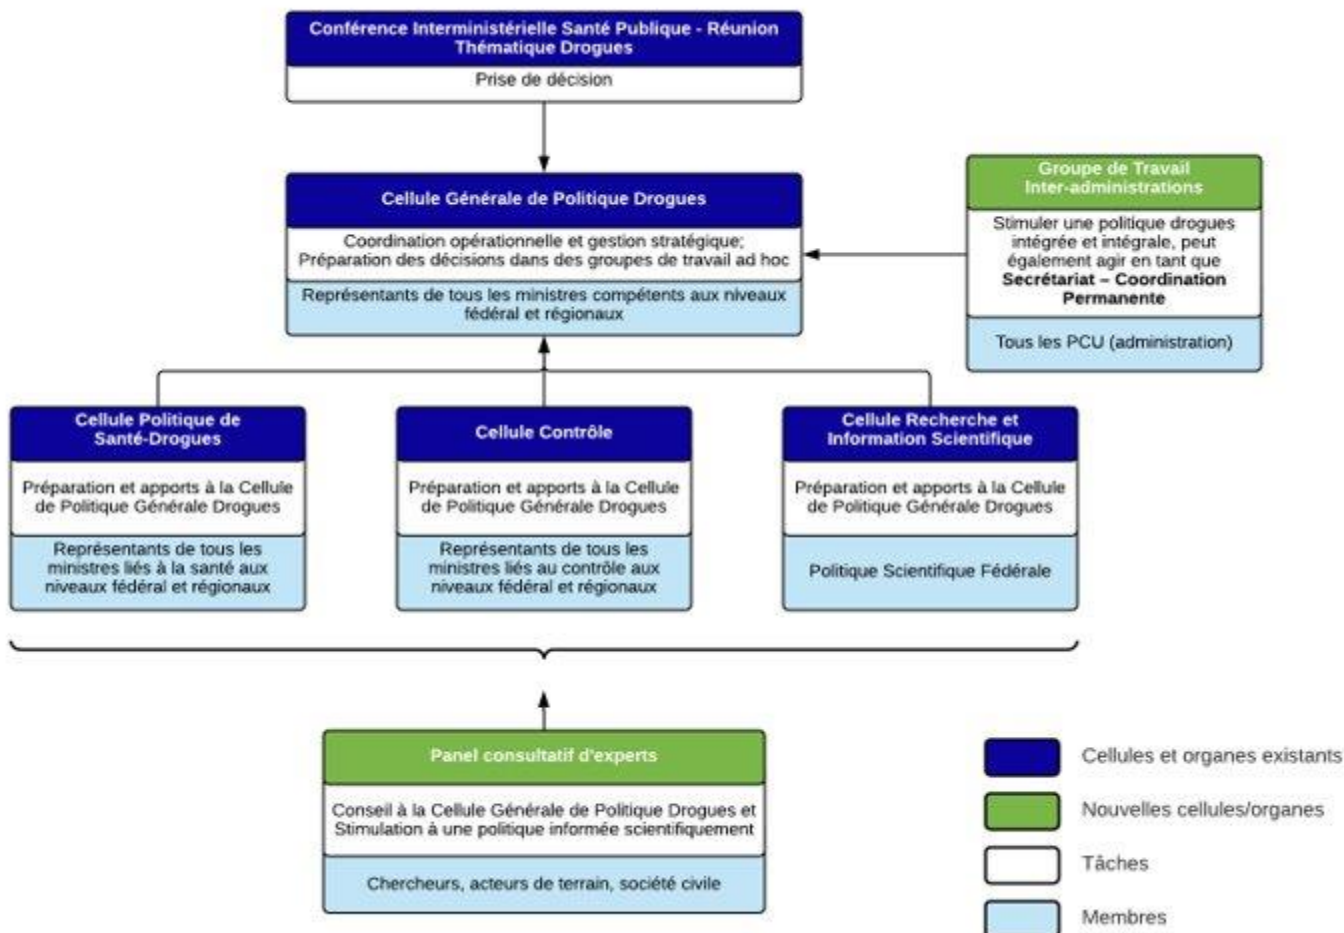 Conférence Interministérielle Santé Publique - Réunion
Thématique Drogues
Prise de décision
Cellule Générale de Politique Drogues
Coordination opérationnelle et gestion stratégique;
Préparation des décisions dans des groupes de travail ad hoc
Représentants de tous les ministres compétents aux niveaux
fédéral et régionaux
Groupe de Travail
Inter-administrations
Stimuler une politique drogues
intégrée et intégrale, peut
également agir en tant que
Secrétariat – Coordination
Permanente
Tous les PCU (administration)
Cellule Politique de
Santé-Drogues
Préparation et apports à la Cellule
de Politique Générale Drogues
Représentants de tous les
ministres liés à la santé aux
niveaux fédéral et régionaux
Cellule Contrôle
Préparation et apports à la Cellule
de Politique Générale Drogues
Représentants de tous les
ministres liés au contrôle aux
niveaux fédéral et régionaux
Cellule Recherche et
Information Scientifique
Préparation et apports à la Cellule
de Politique Générale Drogues
Politique Scientifique Fédérale
Panel consultatif d'experts
Conseil à la Cellule Générale de Politique Drogues et
Stimulation à une politique informée scientifiquement
Chercheurs, acteurs de terrain, société civile
Cellules et organes existants
Nouvelles cellules/organes
Tâches
Membres